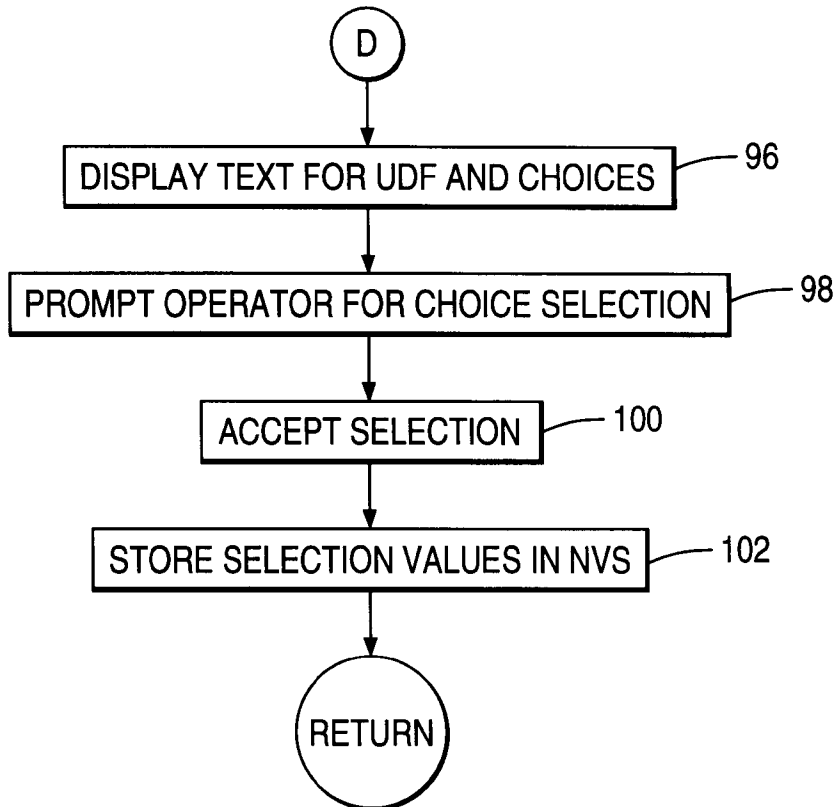 D
DISPLAY TEXT FOR UDF AND CHOICES
96
PROMPT OPERATOR FOR CHOICE SELECTION
98
ACCEPT SELECTION
100
STORE SELECTION VALUES IN NVS
102
RETURN